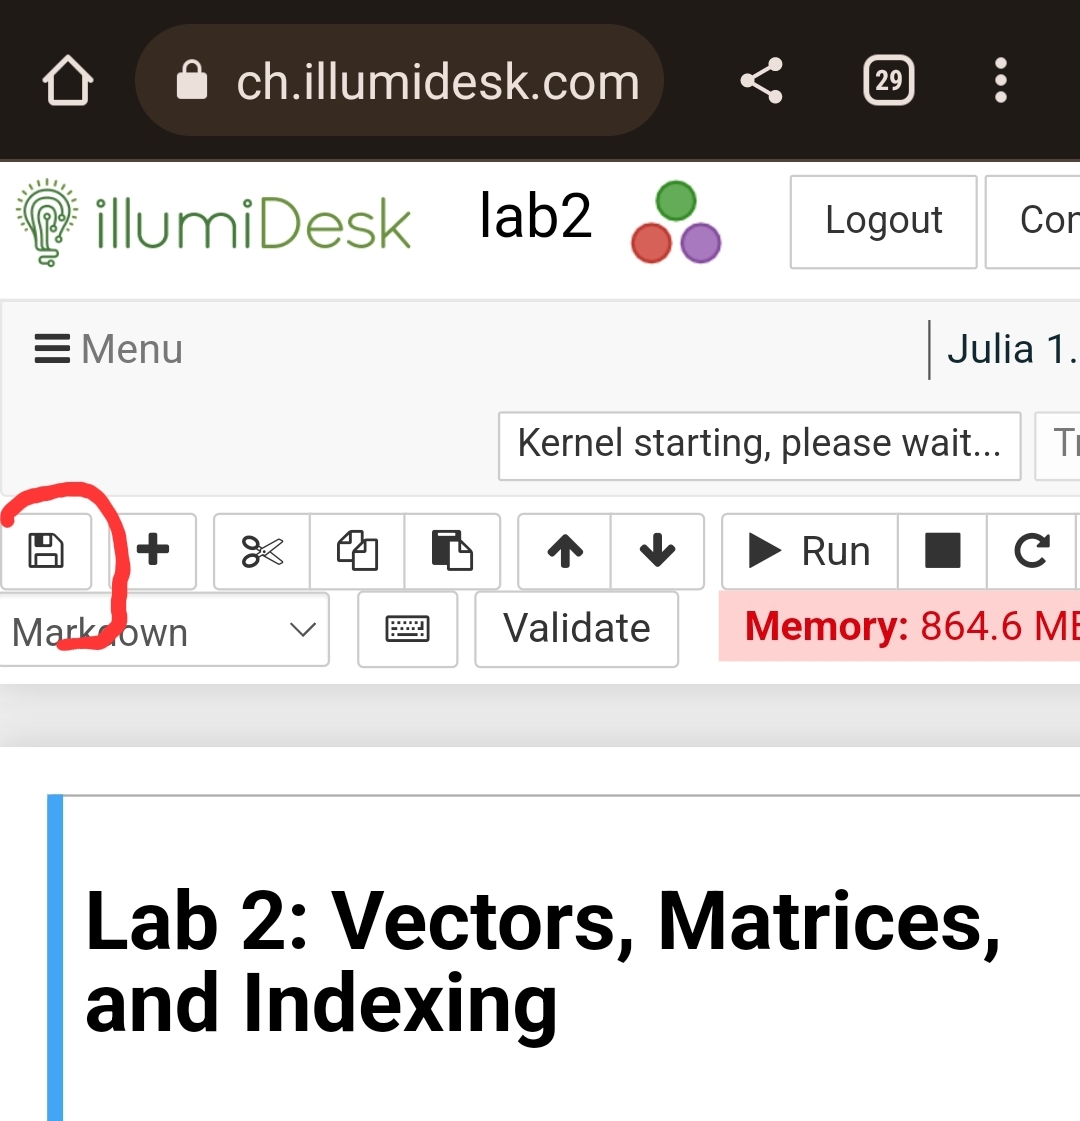 ch.illumidesk.com
29
illumiDesk
lab2
Logout
Con
Menu
Julia 1.
Kernel starting, please wait...
Tr
Run
Markdown
Validate
Memory: 864.6 MB
Lab 2: Vectors, Matrices,
and Indexing